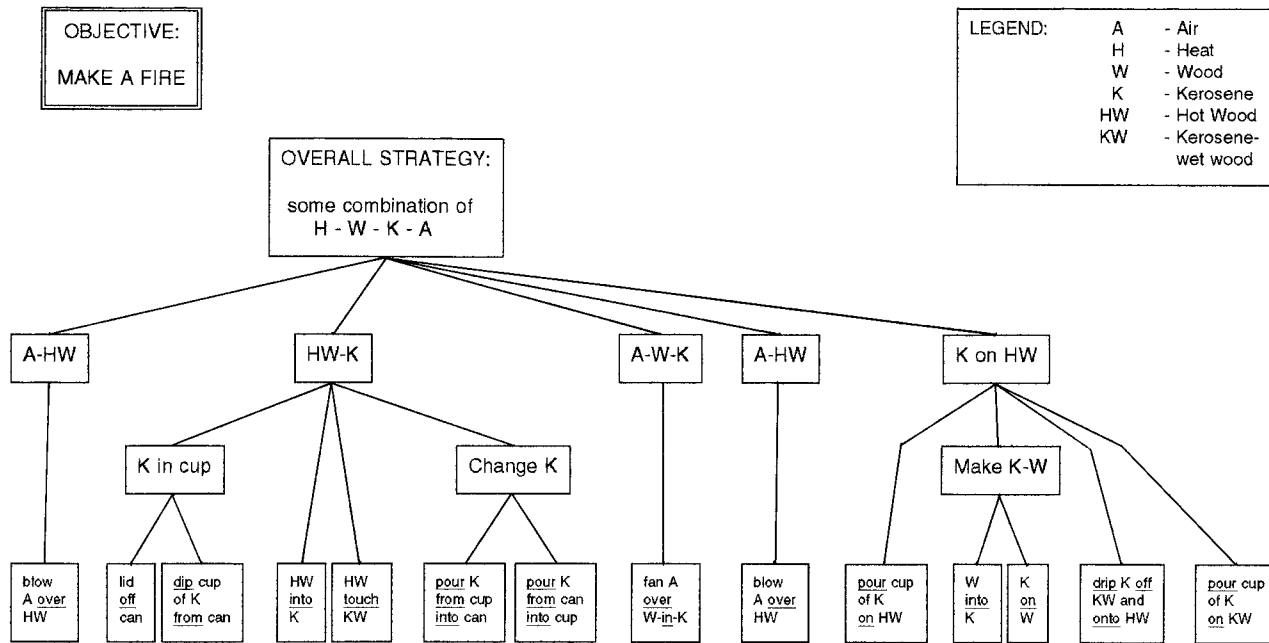 OBJECTIVE:
MAKE A FIRE
LEGEND: A - Air
H - Heat
W - Wood
K - Kerosene
HW - Hot Wood
KW - Kerosene-
wet wood
OVERALL STRATEGY:
some combination of
H - W - K - A
A-HW
HW-K
A-W-K
A-HW
K on HW
K in cup
Change K
Make K-W
blow
A over
HW
lid
off
can
dip cup
of K
from can
HW
into
K
HW
touch
KW
pour K
from cup
into can
pour K
from can
into cup
fan A
over
W-in-K
blow
A over
HW
pour cup
of K
on HW
W
into
K
K
on
W
drip K off
KW and
onto HW
pour cup
of K
on KW